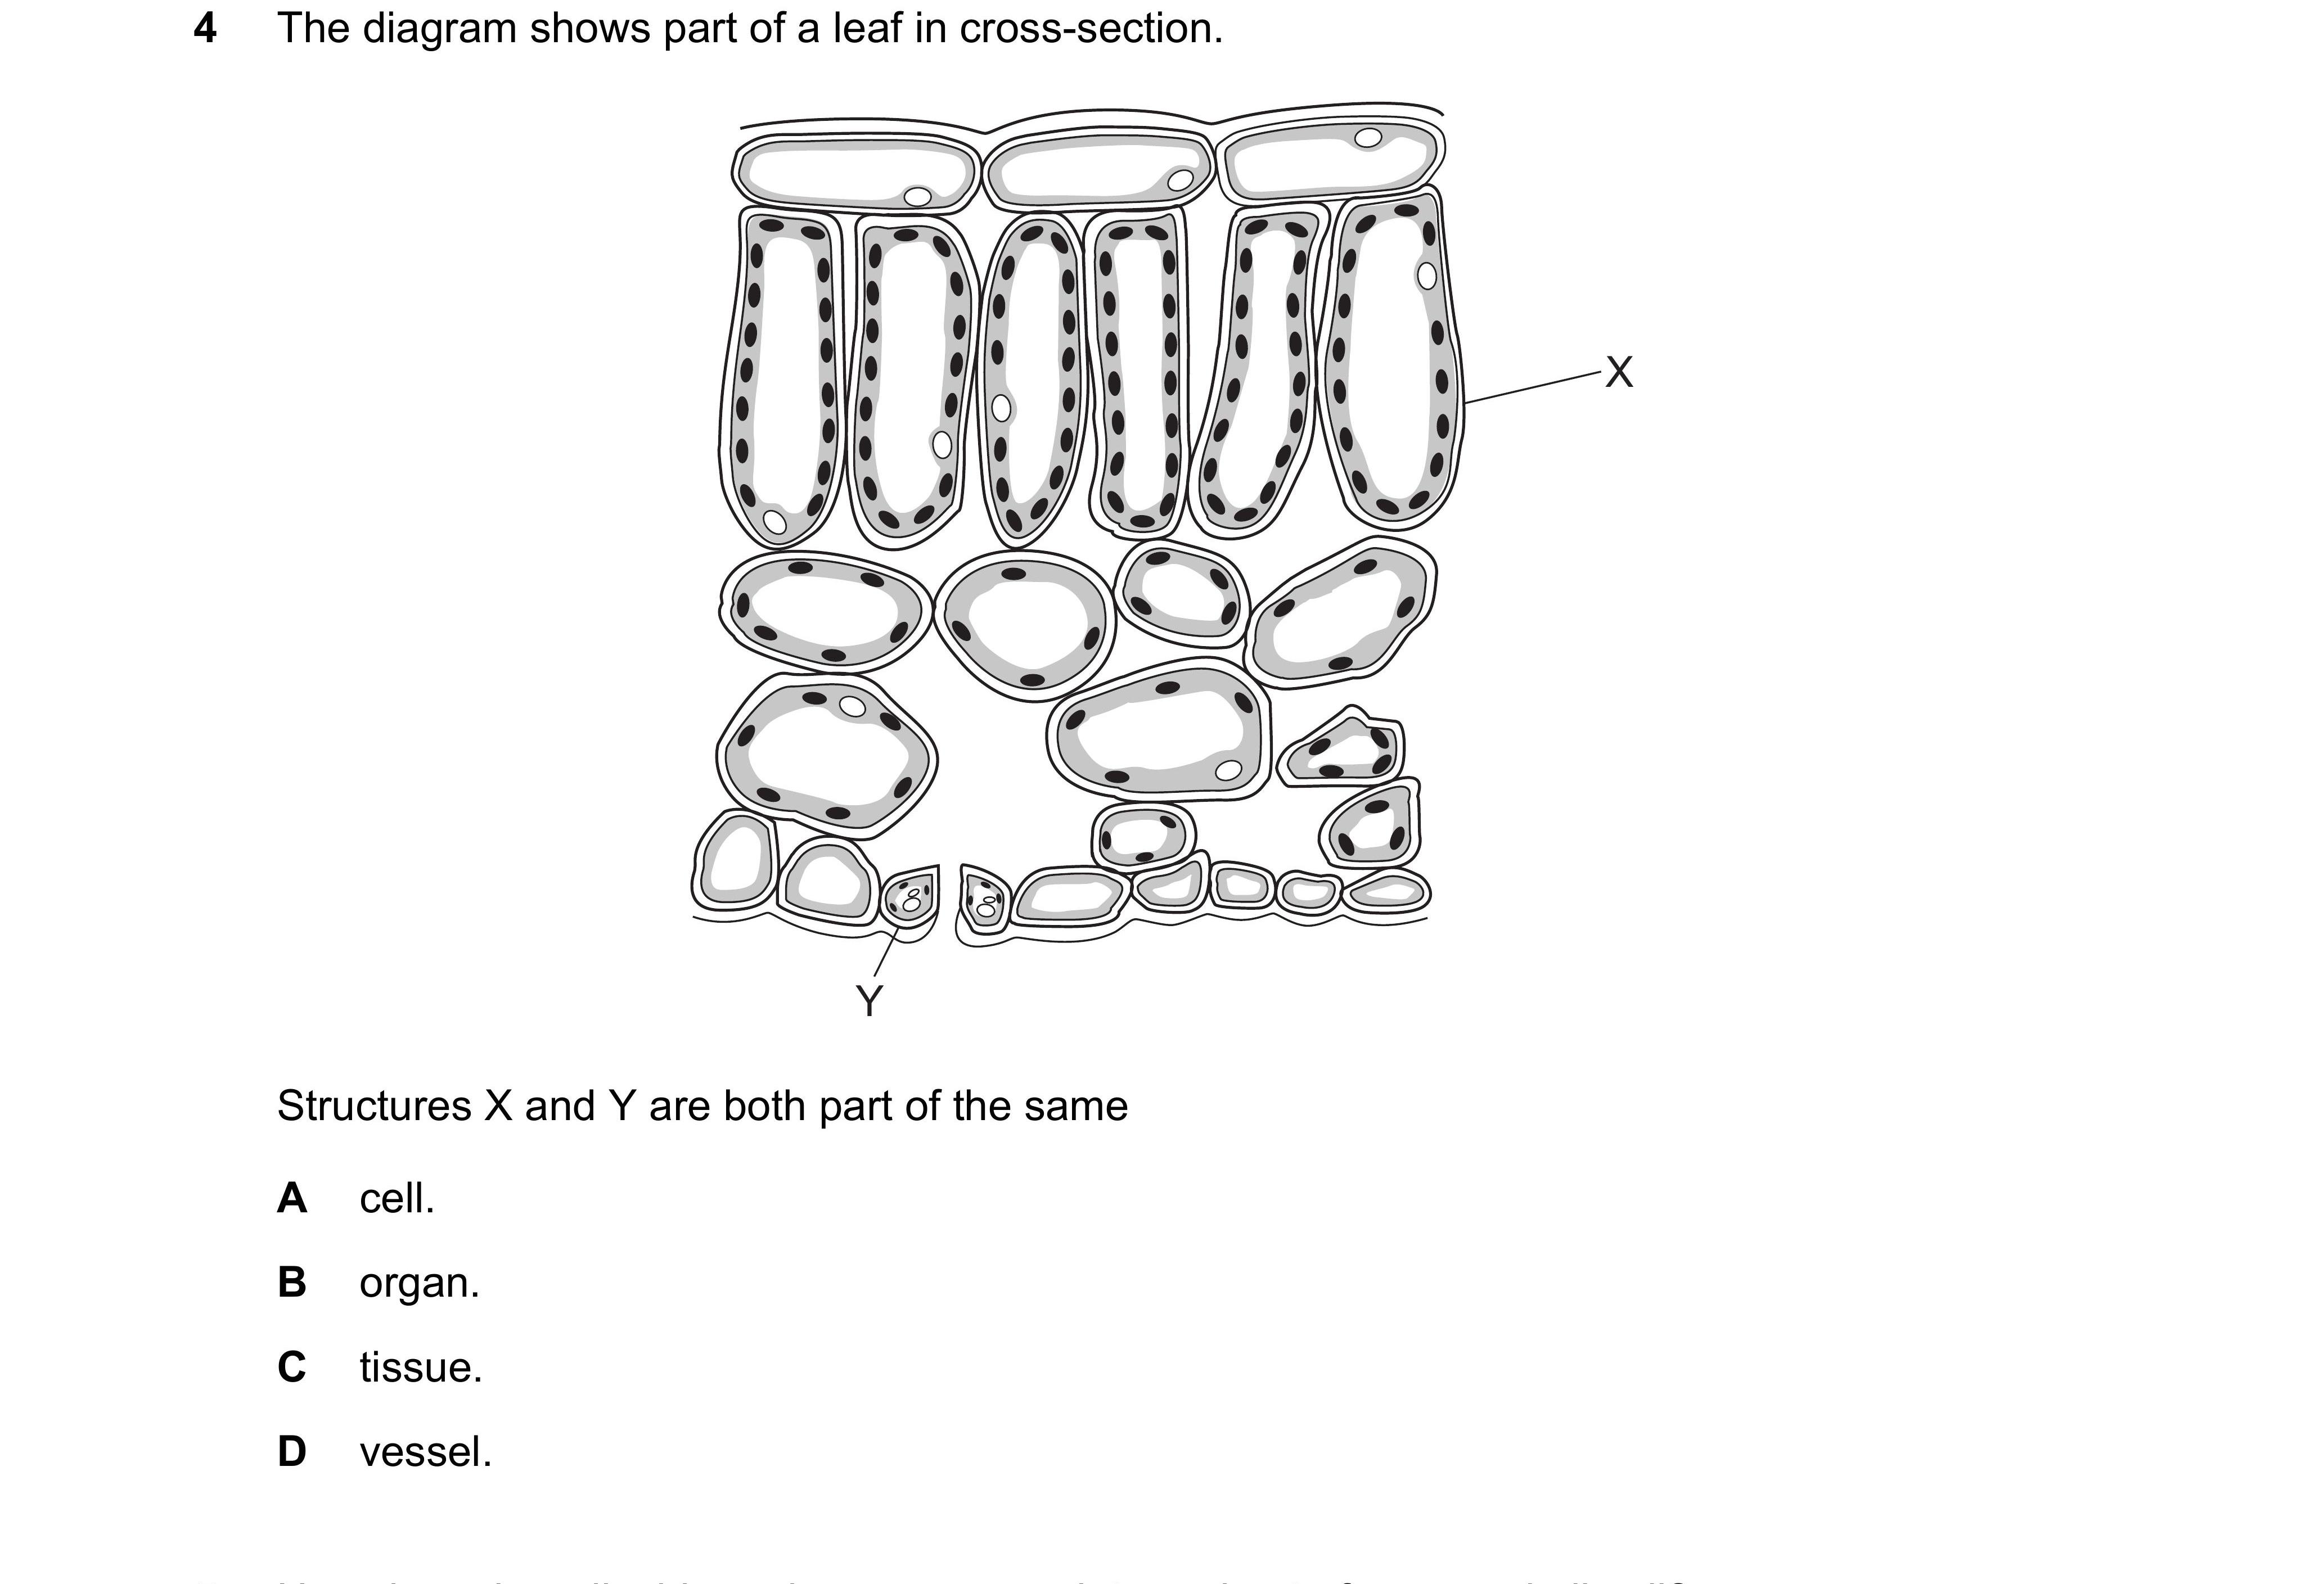 4 The diagram shows part of a leaf in cross-section.
X
Y
Structures X and Y are both part of the same
A cell.
B organ.
C tissue.
D vessel.